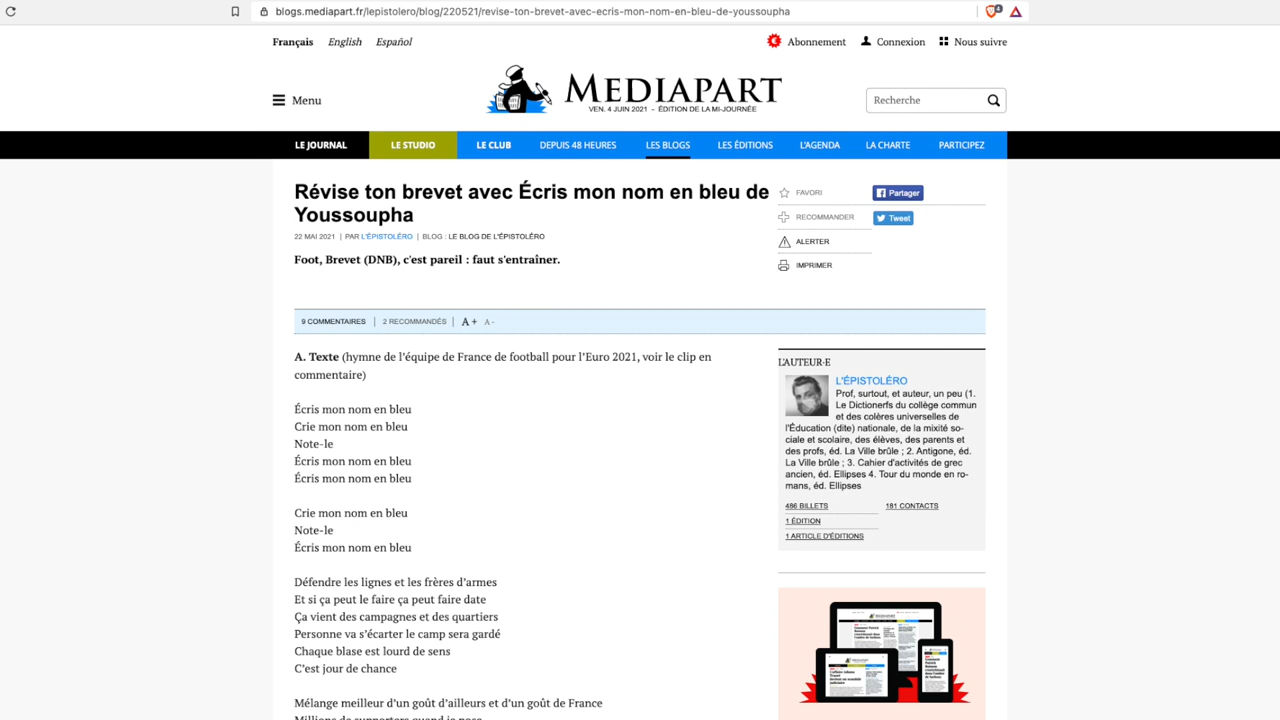 blogs.mediapart.fr/lepistolero/blog/220521/revise-ton-brevet-avec-ecris-mon-nom-en-bleu-de-youssoupha
4
Français English Español
Abonnement Connexion Nous suivre
Menu
MEDIAPART
VEN. 4 JUIN 2021 – ÉDITION DE LA MI-JOURNÉE
Recherche
LE JOURNAL LE STUDIO LE CLUB DEPUIS 48 HEURES LES BLOGS LES ÉDITIONS L'AGENDA LA CHARTE PARTICIPEZ
Révise ton brevet avec Écris mon nom en bleu de
Youssoupha
22 MAI 2021 | PAR L'ÉPISTOLÉRO | BLOG : LE BLOG DE L'ÉPISTOLÉRO
Foot, Brevet (DNB), c'est pareil : faut s'entraîner.
FAVORI
Partager
RECOMMANDER
Tweet
ALERTER
IMPRIMER
9 COMMENTAIRES | 2 RECOMMANDÉS | A + A -
A. Texte (hymne de l’équipe de France de football pour l’Euro 2021, voir le clip en
commentaire)
Écris mon nom en bleu
Crie mon nom en bleu
Note-le
Écris mon nom en bleu
Écris mon nom en bleu
Crie mon nom en bleu
Note-le
Écris mon nom en bleu
Défendre les lignes et les frères d’armes
Et si ça peut le faire ça peut faire date
Ça vient des campagnes et des quartiers
Personne va s’écarter le camp sera gardé
Chaque blase est lourd de sens
C’est jour de chance
Mélange meilleur d’un goût d’ailleurs et d’un goût de France
Millions de supporters quand je pose
L'AUTEUR·E
L'ÉPISTOLÉRO
Prof, surtout, et auteur, un peu (1.
Le Dictionerfs du collège commun
et des colères universelles de
l'Éducation (dite) nationale, de la mixité so-
ciale et scolaire, des élèves, des parents et
des profs, éd. La Ville brûle ; 2. Antigone, éd.
La Ville brûle ; 3. Cahier d'activités de grec
ancien, éd. Ellipses 4. Tour du monde en ro-
mans, éd. Ellipses
486 BILLETS 181 CONTACTS
1 ÉDITION
1 ARTICLE D'ÉDITIONS